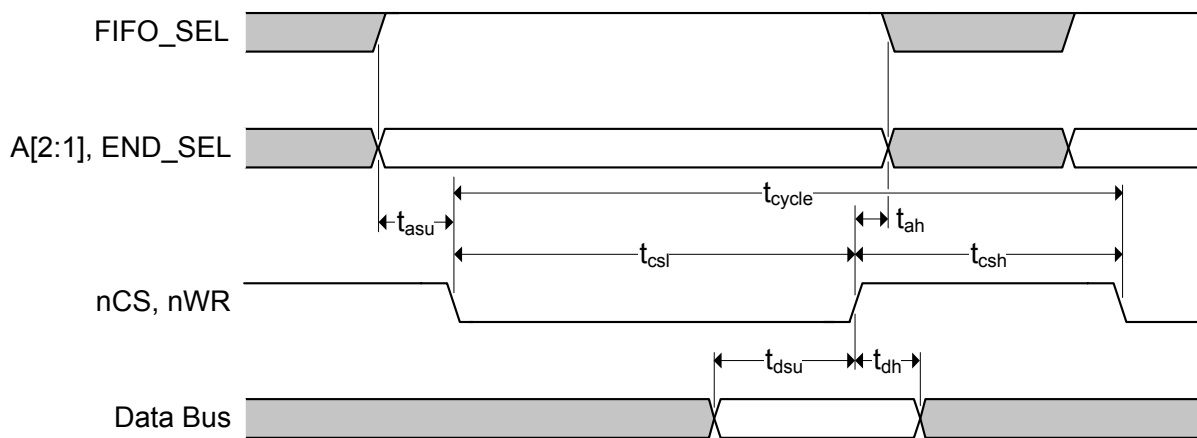 FIFO_SEL
A[2:1], END_SEL
tcycle
tasu
tah
tcsl
tcsh
nCS, nWR
tdsu
tdh
Data Bus